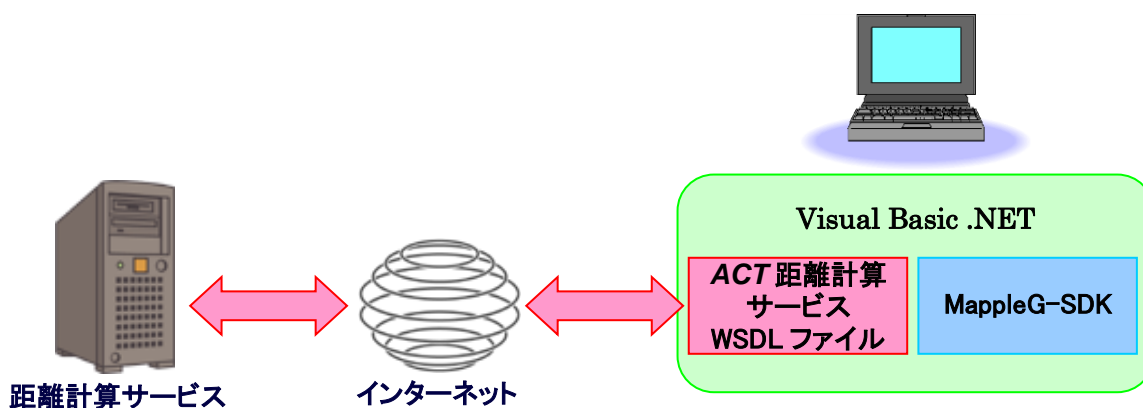 Visual Basic .NET
ACT 距離計算
サービス
WSDL ファイル
MappleG-SDK
距離計算サービス
インターネット